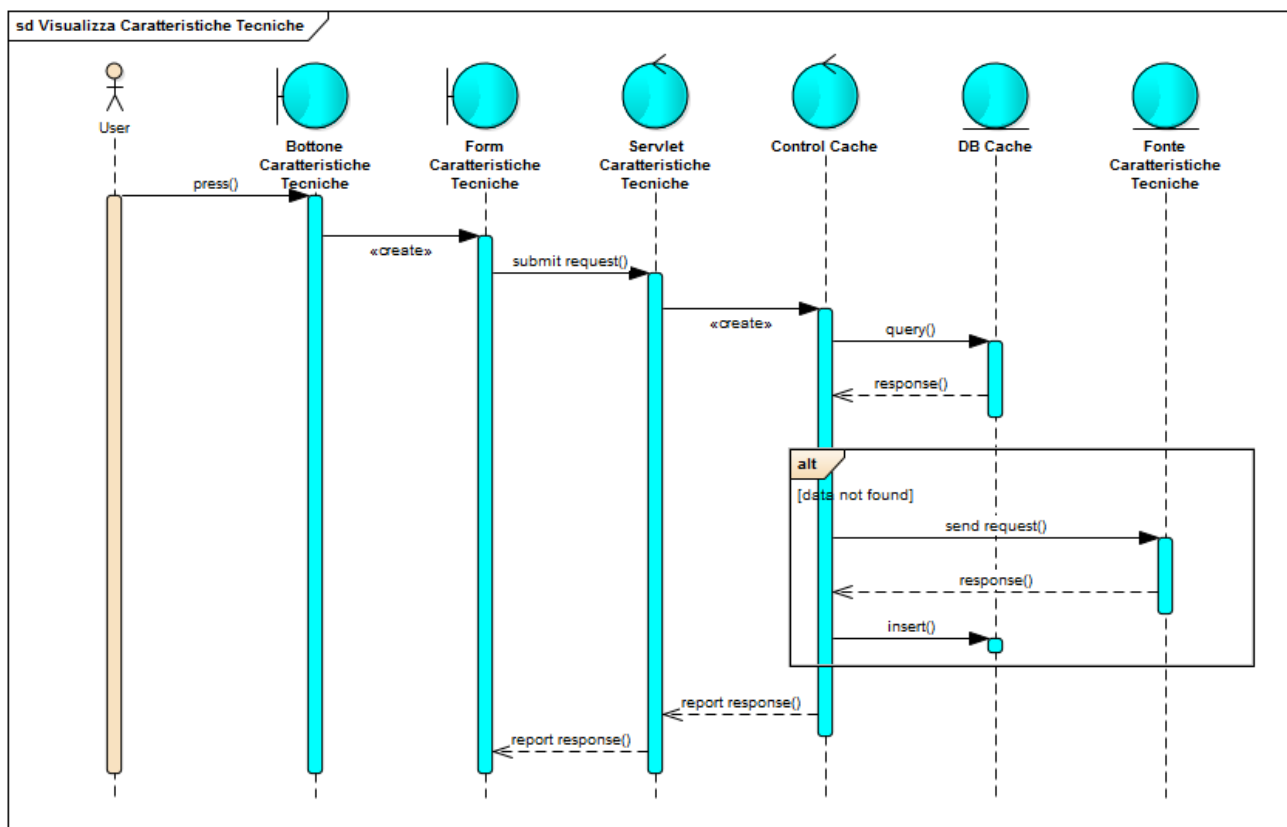 sd Visualizza Caratteristiche Tecniche
User
Bottone
Caratteristiche
Tecniche
Form
Caratteristiche
Tecniche
Servlet
Caratteristiche
Tecniche
Control Cache
DB Cache
Fonte
Caratteristiche
Tecniche
press()
«create»
submit request()
«create»
query()
response()
alt
[data not found]
send request()
response()
insert()
report response()
report response()